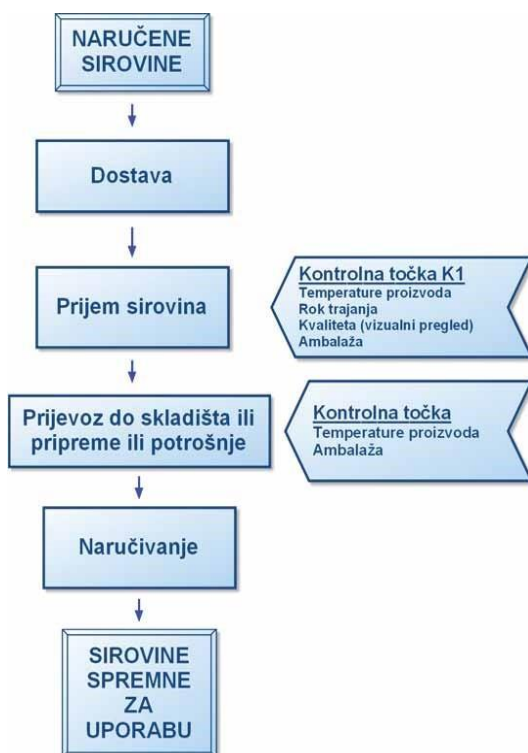 NARUČENE
SIROVINE
Dostava
Prijem sirovina
Kontrolna točka K1
Temperature proizvoda
Rok trajanja
Kvaliteta (vizualni pregled)
Ambalaža
Prijevoz do skladišta ili
pripreme ili potrošnje
Kontrolna točka
Temperature proizvoda
Ambalaža
Naručivanje
SIROVINE
SPREMNE
ZA
UPORABU